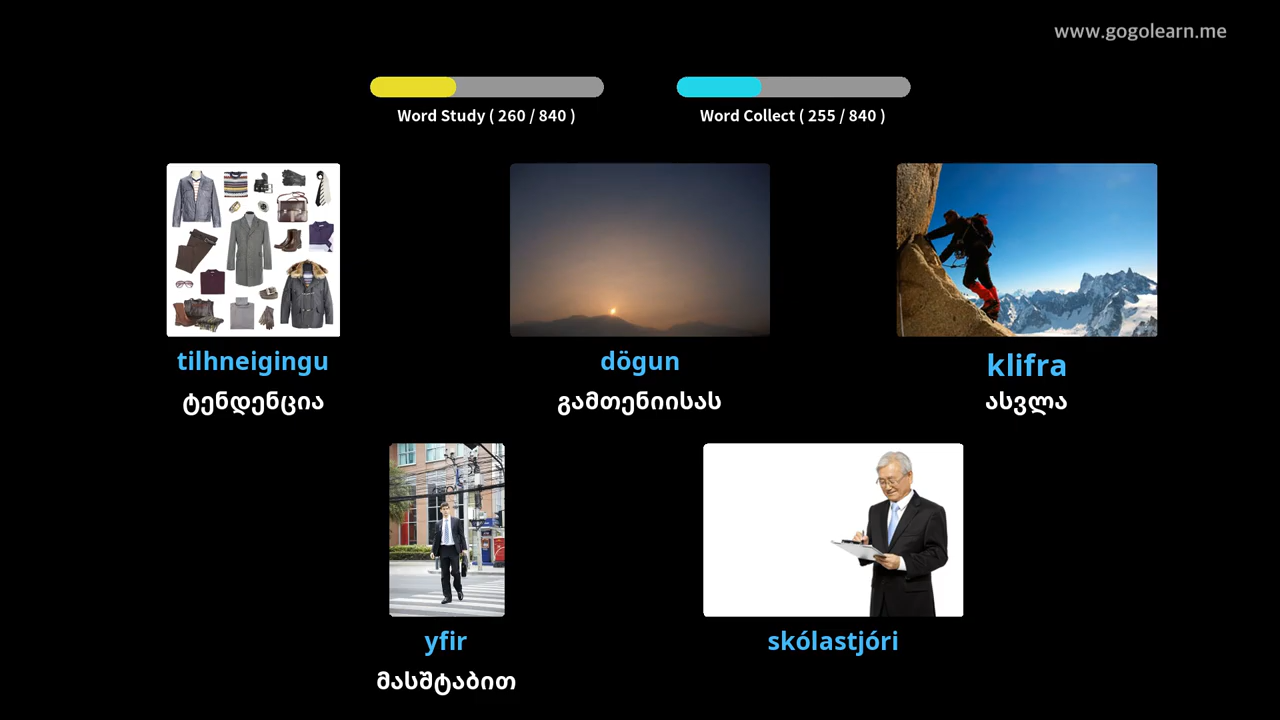 www.gogolearn.me
Word Study ( 260 / 840 )
Word Collect ( 255 / 840 )
tilhneigingu
dögun
klifra
ტენდენცია
გამთენიისას
ასვლა
yfir
skólastjóri
მასშტაბით